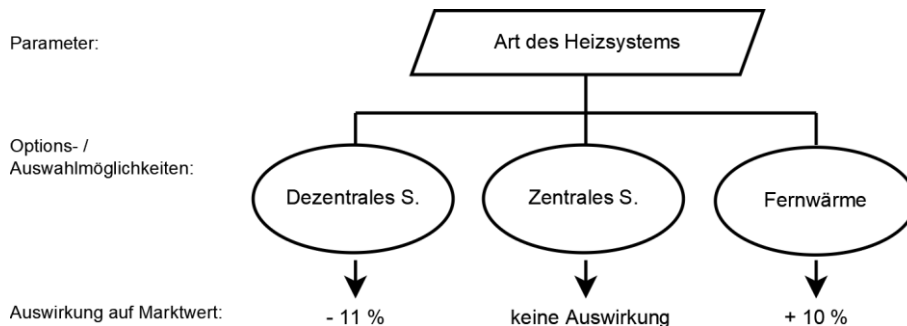 Parameter:
Art des Heizsystems
Options- /
Auswahlmöglichkeiten:
Dezentrales S.
Zentrales S.
Fernwärme
Auswirkung auf Marktwert:
- 11 %
keine Auswirkung
+ 10 %